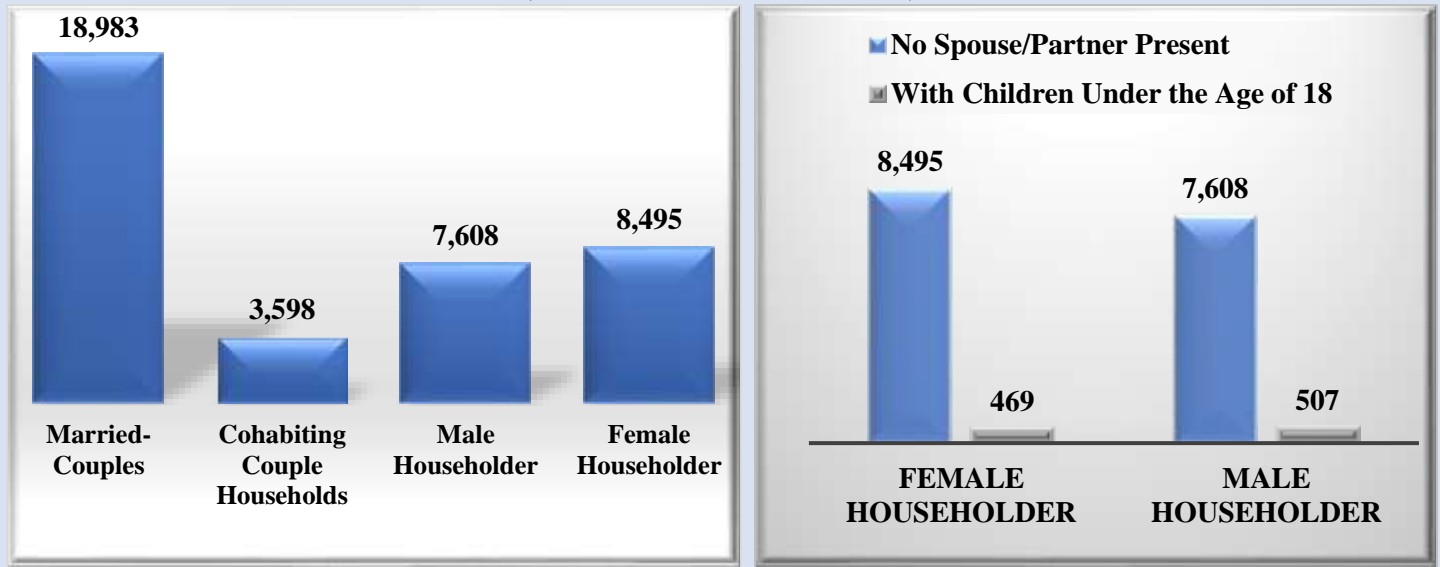 18,983
3,598
7,608
8,495
Married-
Couples
Cohabiting
Couple
Households
Male
Householder
Female
Householder
No Spouse/Partner Present
With Children Under the Age of 18
8,495
469
7,608
507
FEMALE
HOUSEHOLDER
MALE
HOUSEHOLDER